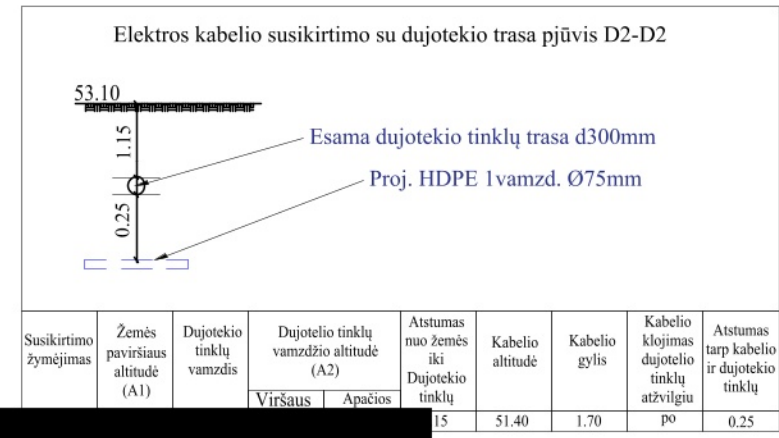 Elektros kabelio susikirtimo su dujotekio trasa pjūvis D2-D2
53.10
1.15
Esama dujotekio tinklų trasa d300mm
Proj. HDPE 1vamzd. Ø75mm
0.25
Susikirtimo
žymėjimas
Žemės
paviršiaus
altitudė
(A1)
Dujotekio
tinklų
vamzdis
Dujotelio tinklų
vamzdžio altitudė
(A2)
Viršaus
Apačios
Atstumas
nuo žemės
iki
Dujotekio
tinklų
Kabelio
altitudė
Kabelio
gylis
Kabelio
klojimas
dujotelio
tinklų
atžvilgiu
Atstumas
tarp kabelio
ir dujotekio
tinklų
15
51.40
1.70
po
0.25